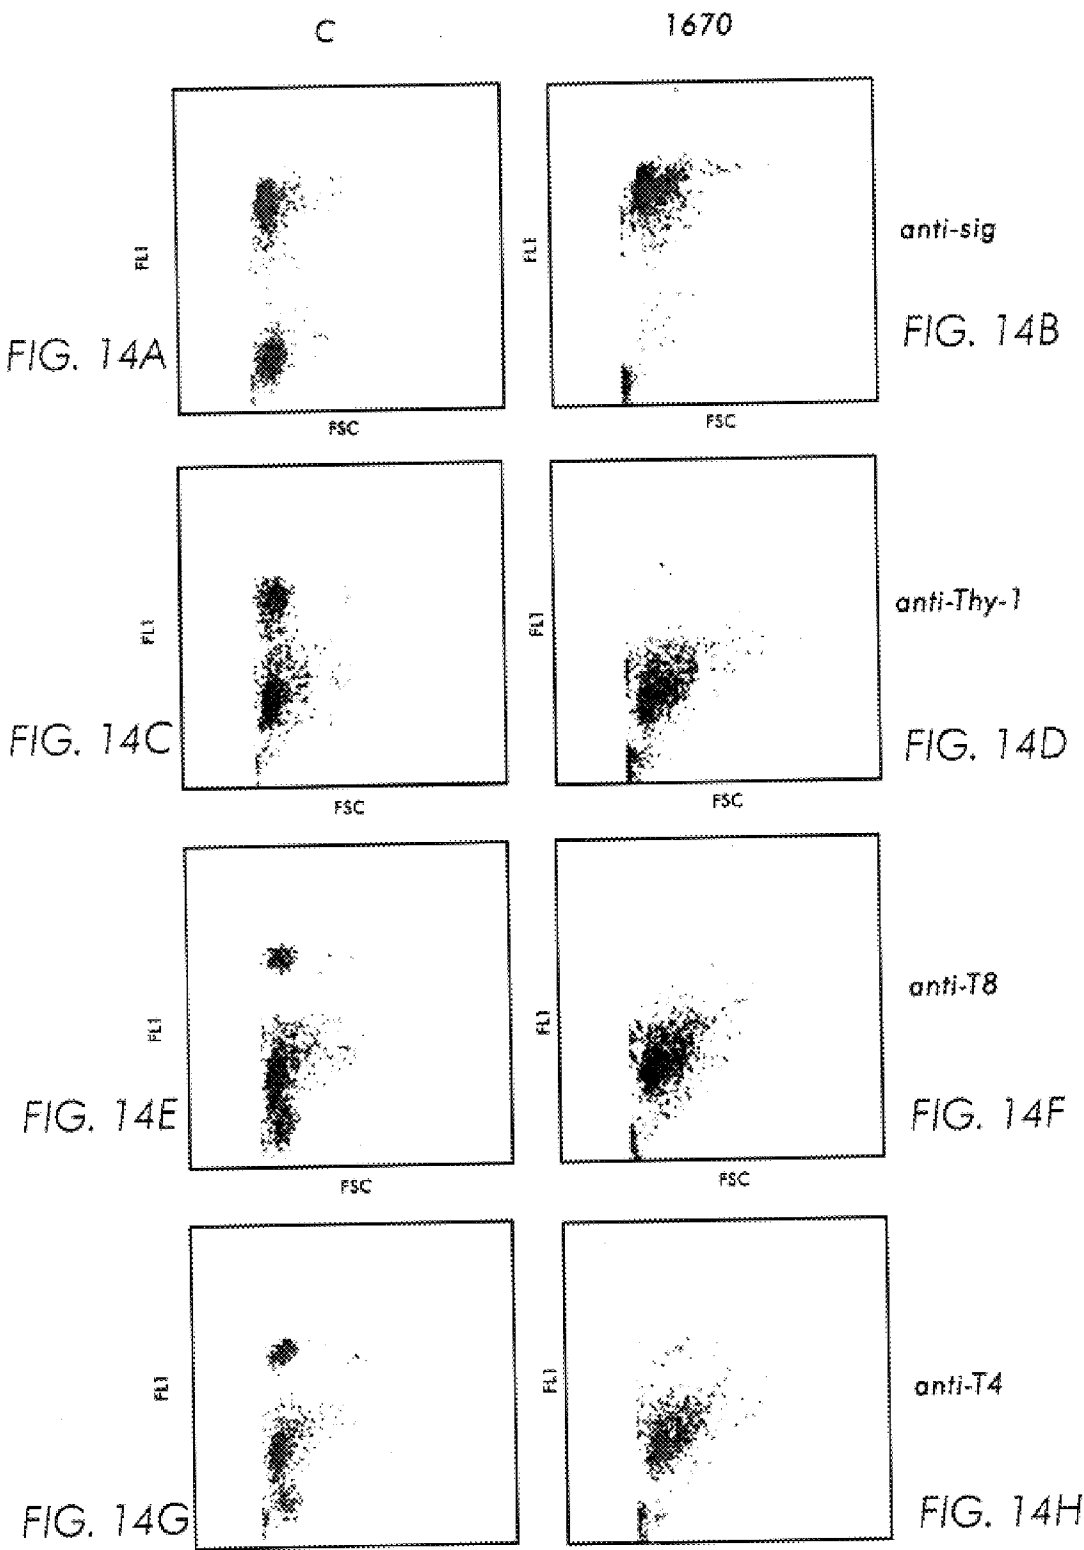 C 1670
FL1 FL1 anti-sig
FIG. 14A FIG. 14B
FSC FSC
FL1 FL1 anti-Thy-1
FIG. 14C FIG. 14D
FSC FSC
FL1 FL1 anti-T8
FIG. 14E FIG. 14F
FSC FSC
FL1 FL1 anti-T4
FIG. 14G FIG. 14H